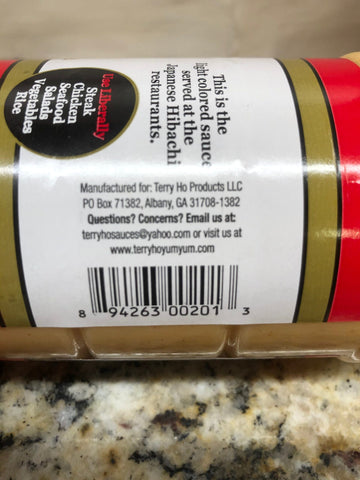 Use Liberally
Steak
Chicken
Seafood
Salads
Vegetables
Rice
This is the
light colored sauce
served at the
Japanese Hibachi
restaurants.
Manufactured for: Terry Ho Products LLC
PO Box 71382, Albany, GA 31708-1382
Questions? Concerns? Email us at:
terryhosauces@yahoo.com or visit us at
www.terryhoyumyum.com
8 94263 00201 3